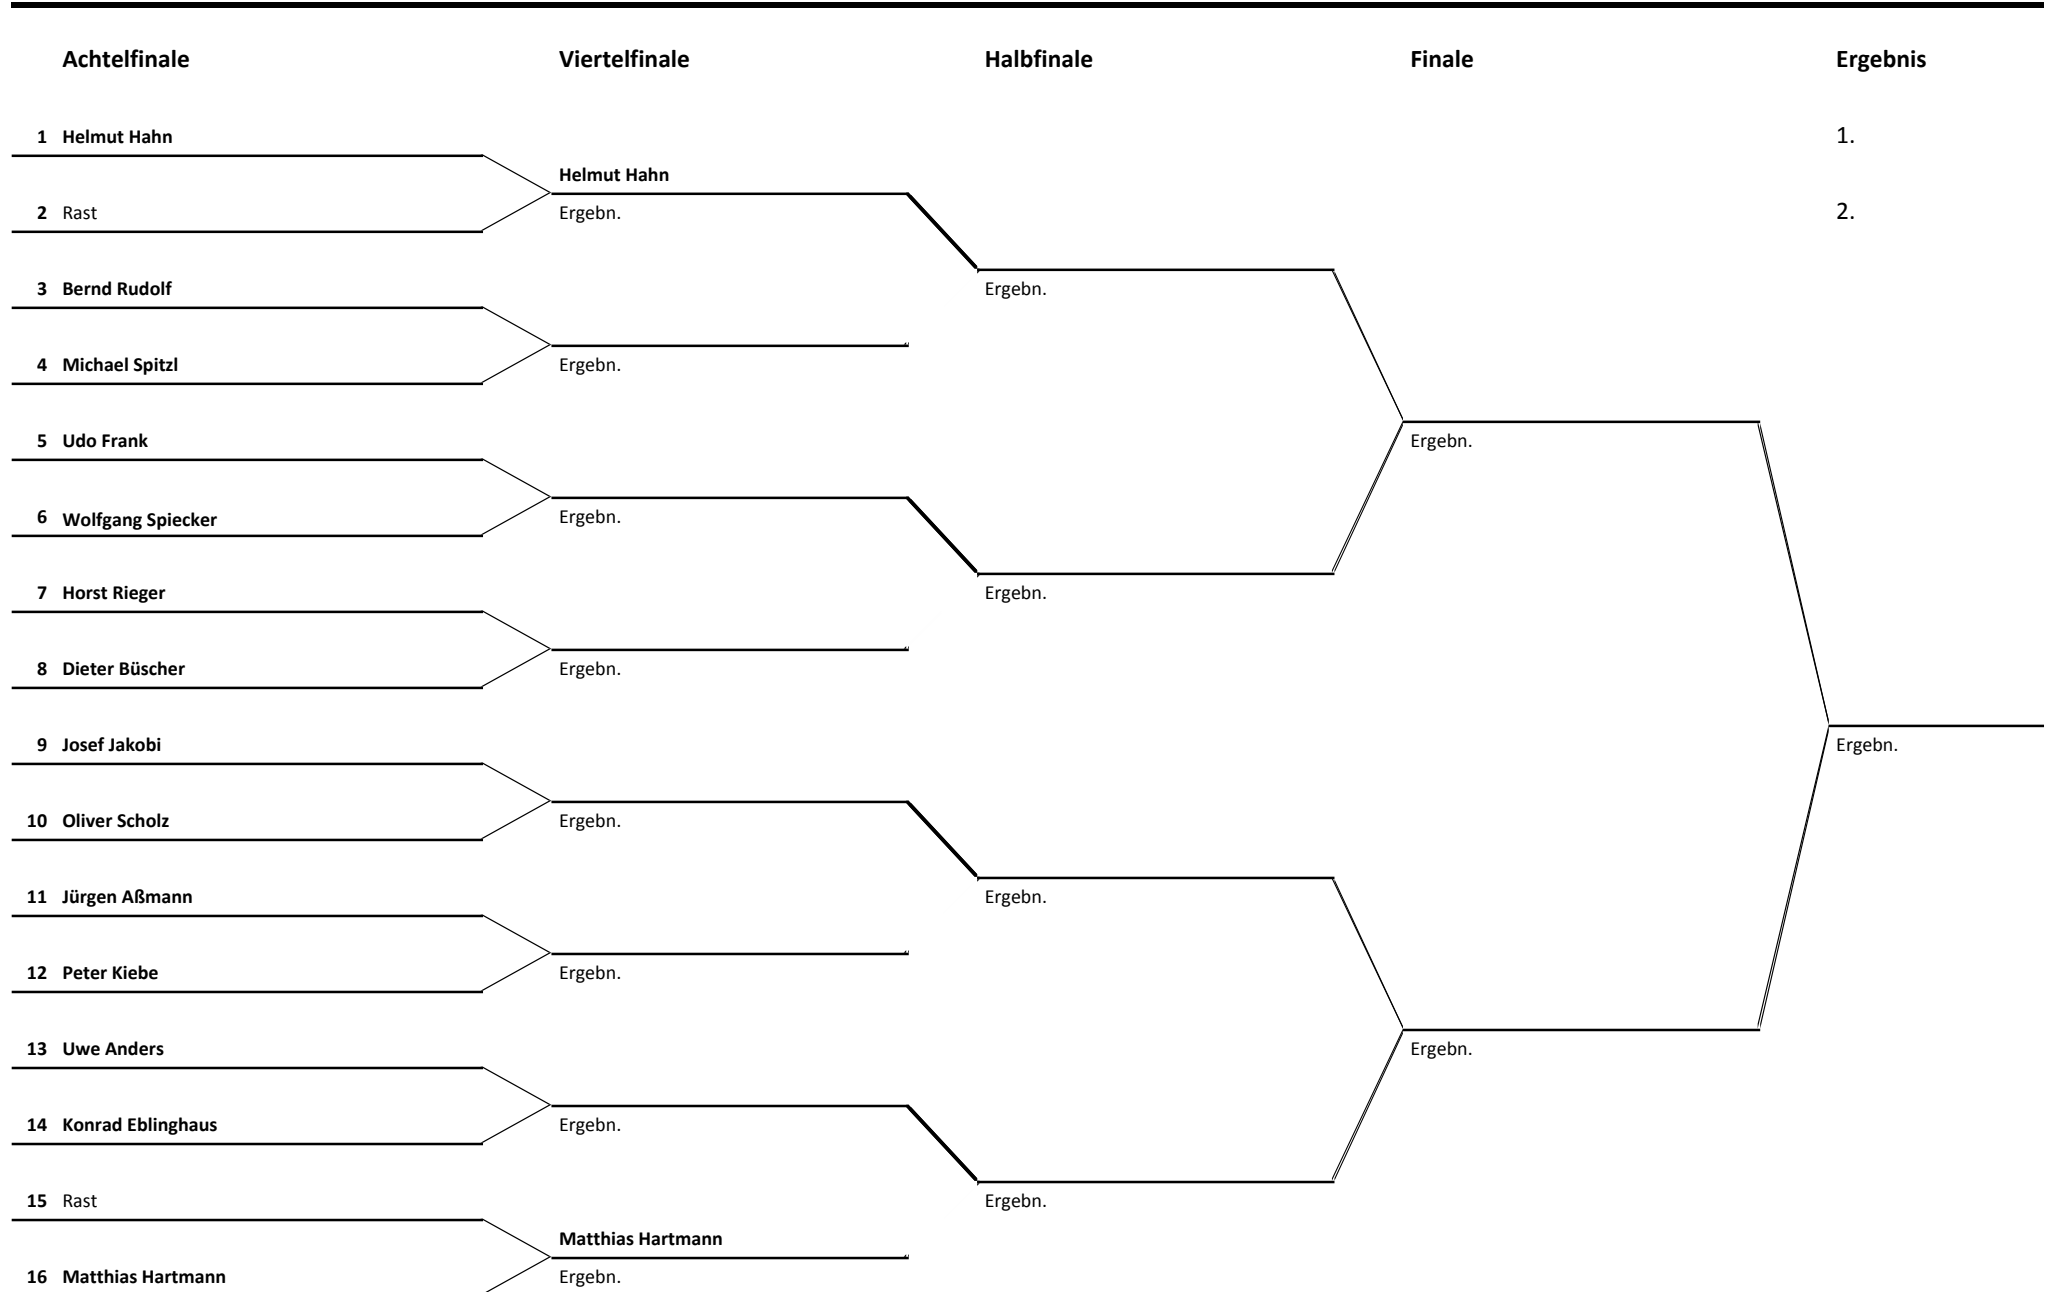 Achtelfinale Viertelfinale Halbfinale Finale Ergebnis
1 Helmut Hahn 1.
Helmut Hahn
2 Rast Ergebn. 2.
3 Bernd Rudolf Ergebn.
4 Michael Spitzl Ergebn.
5 Udo Frank Ergebn.
6 Wolfgang Spiecker Ergebn.
7 Horst Rieger Ergebn.
8 Dieter Büscher Ergebn.
9 Josef Jakobi Ergebn.
10 Oliver Scholz Ergebn.
11 Jürgen Aßmann Ergebn.
12 Peter Kiebe Ergebn.
13 Uwe Anders Ergebn.
14 Konrad Eblinghaus Ergebn.
15 Rast Ergebn.
Matthias Hartmann
16 Matthias Hartmann Ergebn.